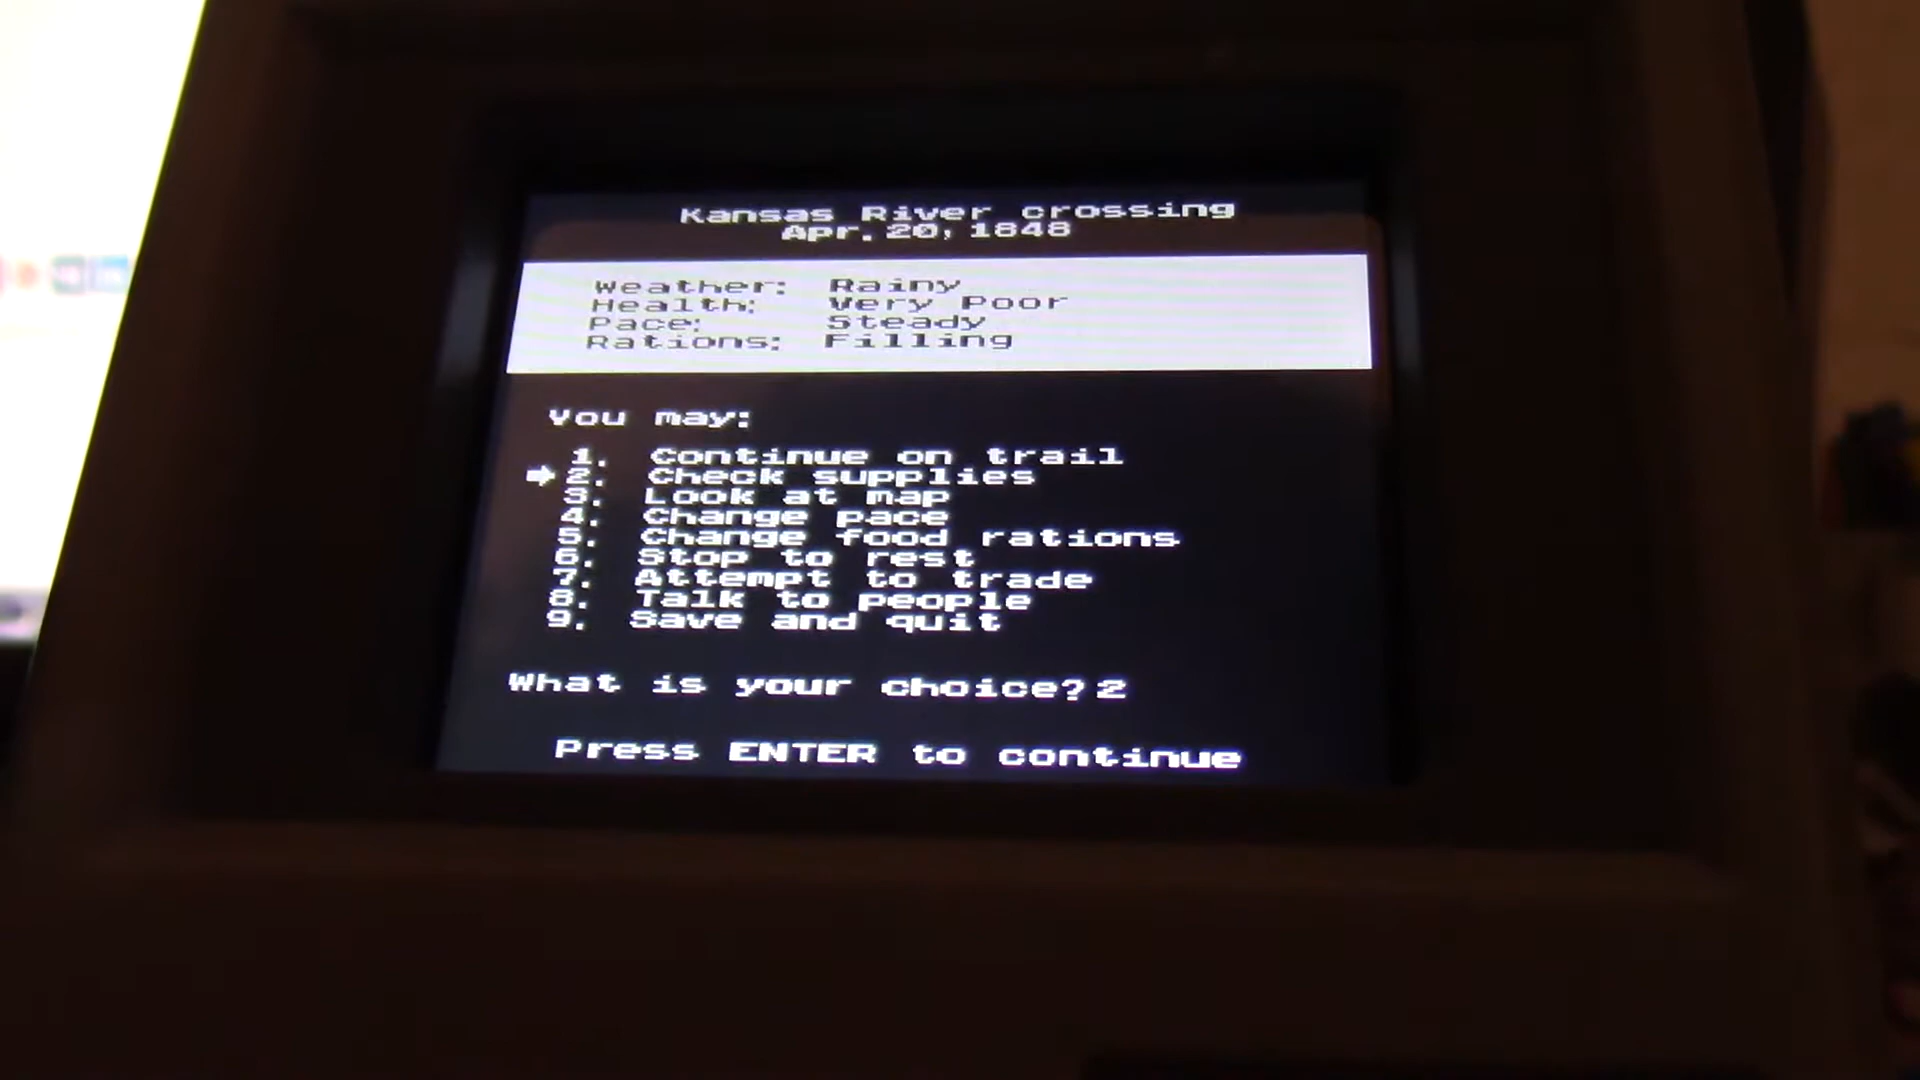 Kansas River crossing
Apr. 20, 1848
Weather: Rainy
Health: Very Poor
Pace: Steady
Rations: Filling
You may:
1. Continue on trail
2. Check supplies
3. Look at map
4. Change pace
5. Change food rations
6. Stop to rest
7. Attempt to trade
8. Talk to people
9. Save and quit
What is your choice? 2
Press ENTER to continue